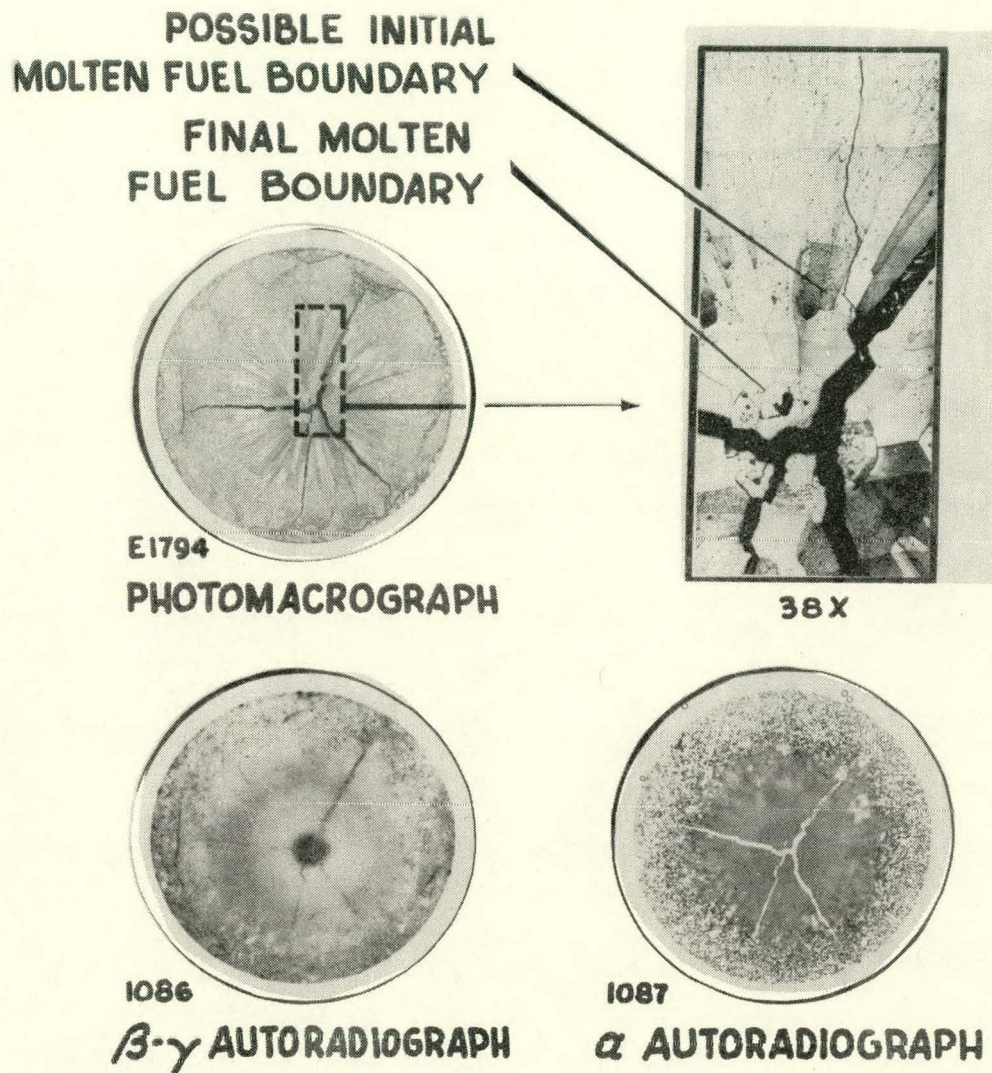 POSSIBLE INITIAL
MOLTEN FUEL BOUNDARY
FINAL MOLTEN
FUEL BOUNDARY
E1794
PHOTOMACROGRAPH
38X
1086
β-γ AUTORADIOGRAPH
1087
α AUTORADIOGRAPH